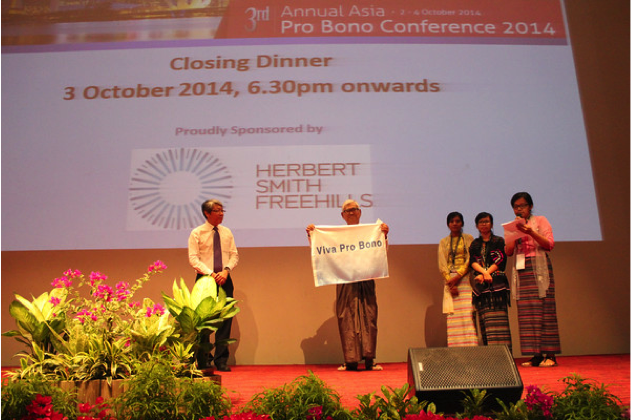 3rd Annual Asia • 2 - 4 October 2014
Pro Bono Conference 2014
Closing Dinner
3 October 2014, 6.30pm onwards
Proudly Sponsored by
HERBERT
SMITH
FREEHILLS
Viva Pro Bono